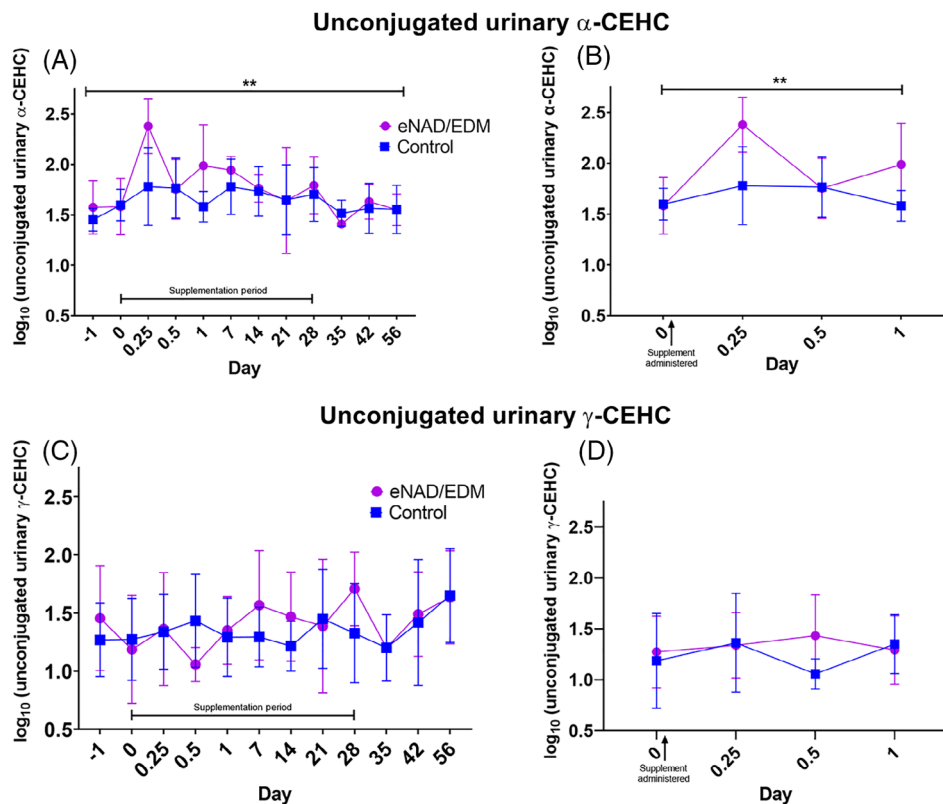 Unconjugated urinary α-CEHC
(A)
**
log10 (unconjugated urinary α-CEHC)
2.5
2.0
1.5
1.0
0.5
eNAD/EDM
Control
Supplementation period
-1 0 0.25 0.5 1 7 14 21 28 35 42 56
Day
(B)
**
log10 (unconjugated urinary α-CEHC)
2.5
2.0
1.5
1.0
0.5
0 0.25 0.5 1
Supplement
administered
Day
Unconjugated urinary γ-CEHC
(C)
log10 (unconjugated urinary γ-CEHC)
2.5
2.0
1.5
1.0
0.5
eNAD/EDM
Control
Supplementation period
-1 0 0.25 0.5 1 7 14 21 28 35 42 56
Day
(D)
log10 (unconjugated urinary γ-CEHC)
2.5
2.0
1.5
1.0
0.5
0 0.25 0.5 1
Supplement
administered
Day